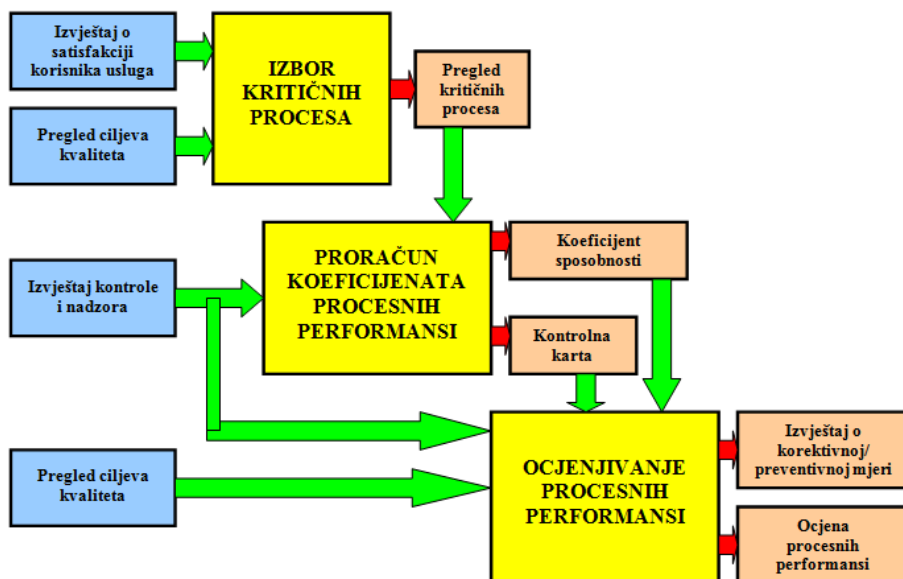 Izvještaj o
satisfakciji
korisnika usluga
IZBOR
KRITIČNIH
PROCESA
Pregled
kritičnih
procesa
Pregled ciljeva
kvaliteta
PRORAČUN
KOEFICIJENATA
PROCESNIH
PERFORMANSI
Koeficijent
sposobnosti
Izvještaj kontrole
i nadzora
Kontrolna
karta
Pregled ciljeva
kvaliteta
OCJENJIVANJE
PROCESNIH
PERFORMANSI
Izvještaj o
korektivnoj/
preventivnoj mjeri
Ocjena
procesnih
performansi